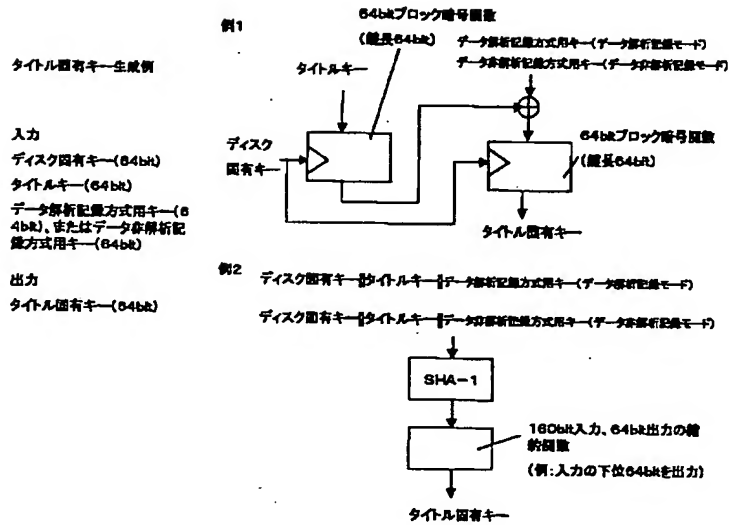 タイトル固有キー生成例
入力
ディスク固有キー(64bit)
タイトルキー(64bit)
データ解析記録方式用キー(6
4bit)、またはデータ非解析記
録方式用キー(64bit)
出力
タイトル固有キー(64bit)
例1
64bitブロック暗号関数
(鍵長64bit)
データ解析記録方式用キー(データ解析記録モード)
データ非解析記録方式用キー(データ非解析記録モード)
タイトルキー
ディスク
固有キー
64bitブロック暗号関数
(鍵長64bit)
タイトル固有キー
例2
ディスク固有キー||タイトルキー||データ解析記録方式用キー(データ解析記録モード)
ディスク固有キー||タイトルキー||データ非解析記録方式用キー(データ非解析記録モード)
SHA-1
160bit入力、64bit出力の縮
約関数
(例:入力の下位64bitを出力)
タイトル固有キー